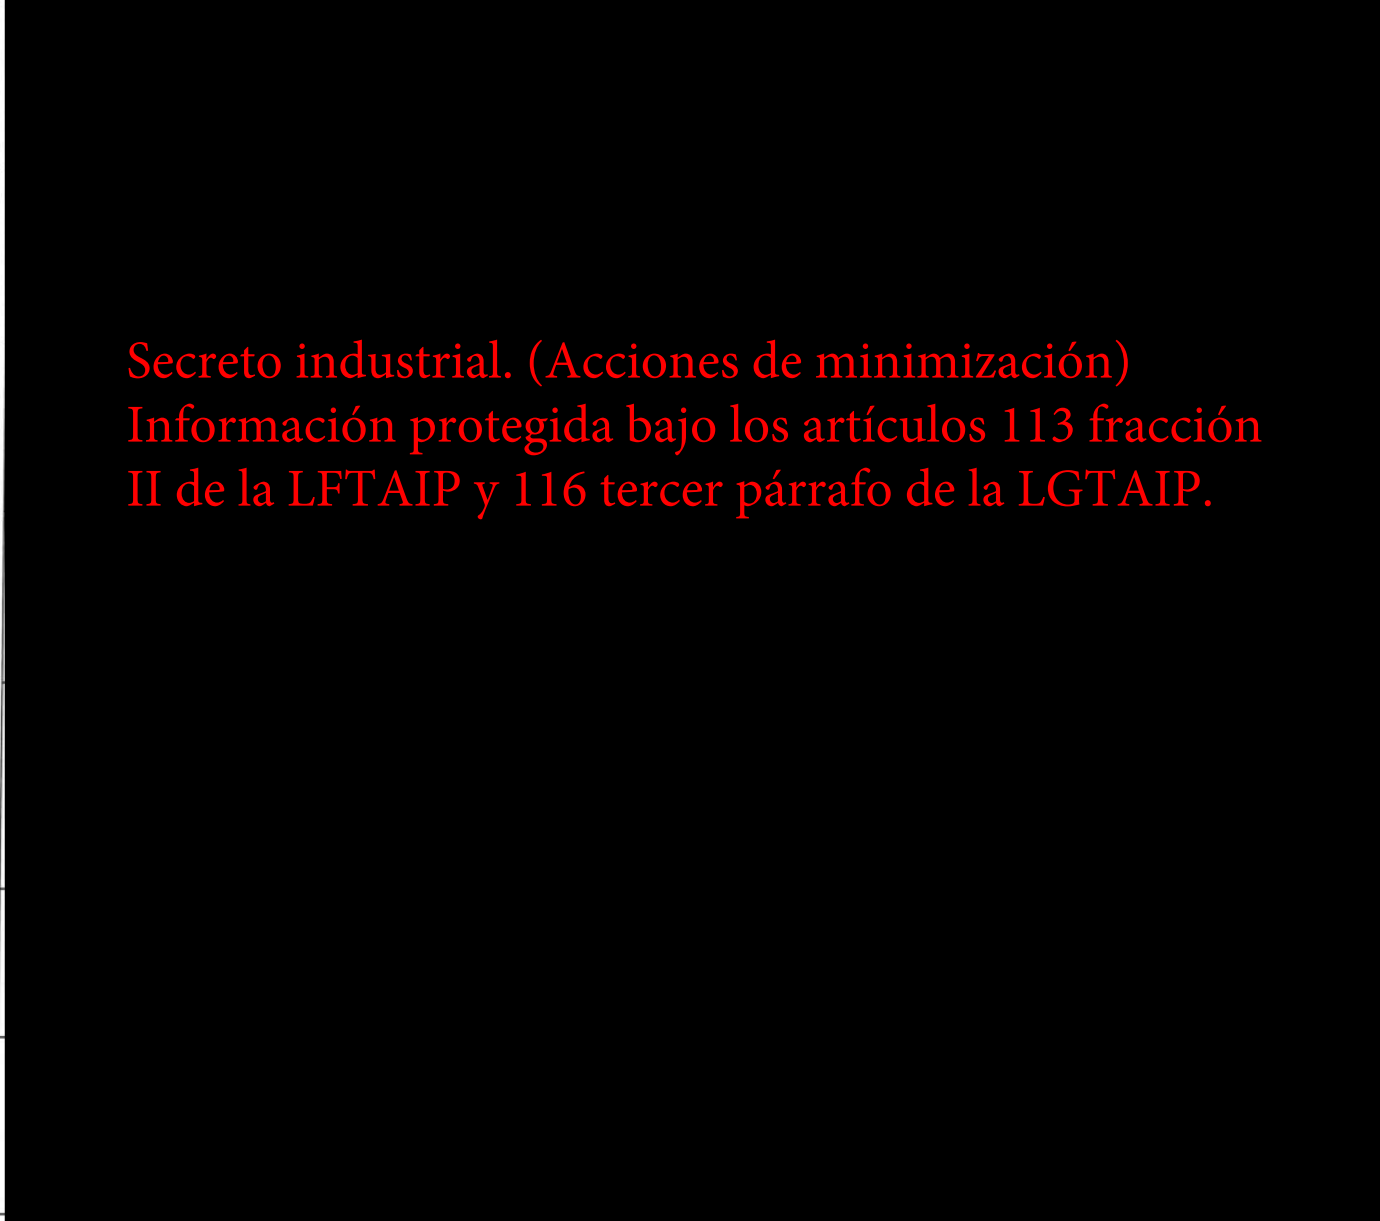 Secreto industrial. (Acciones de minimización)
Información protegida bajo los artículos 113 fracción
II de la LFTAIP y 116 tercer párrafo de la LGTAIP.